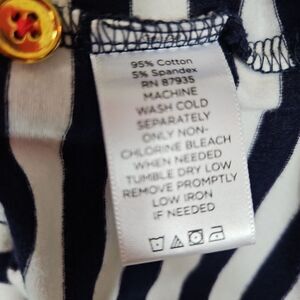 95% Cotton
5% Spandex
RN 87935
MACHINE
WASH COLD
SEPARATELY
ONLY NON-
CHLORINE BLEACH
WHEN NEEDED
TUMBLE DRY LOW
REMOVE PROMPTLY
LOW IRON
IF NEEDED